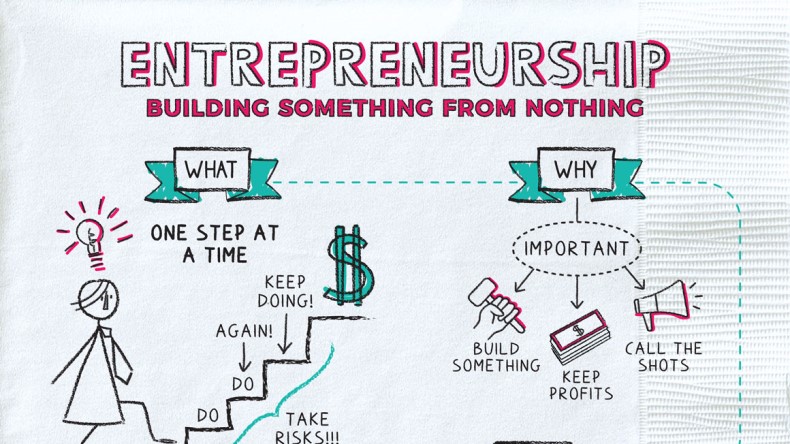 ENTREPRENEURSHIP
BUILDING SOMETHING FROM NOTHING
WHAT
WHY
ONE STEP AT
A TIME
$
KEEP
DOING!
AGAIN!
DO
DO
TAKE
RISKS!!!
IMPORTANT
BUILD
SOMETHING
$
KEEP
PROFITS
CALL THE
SHOTS